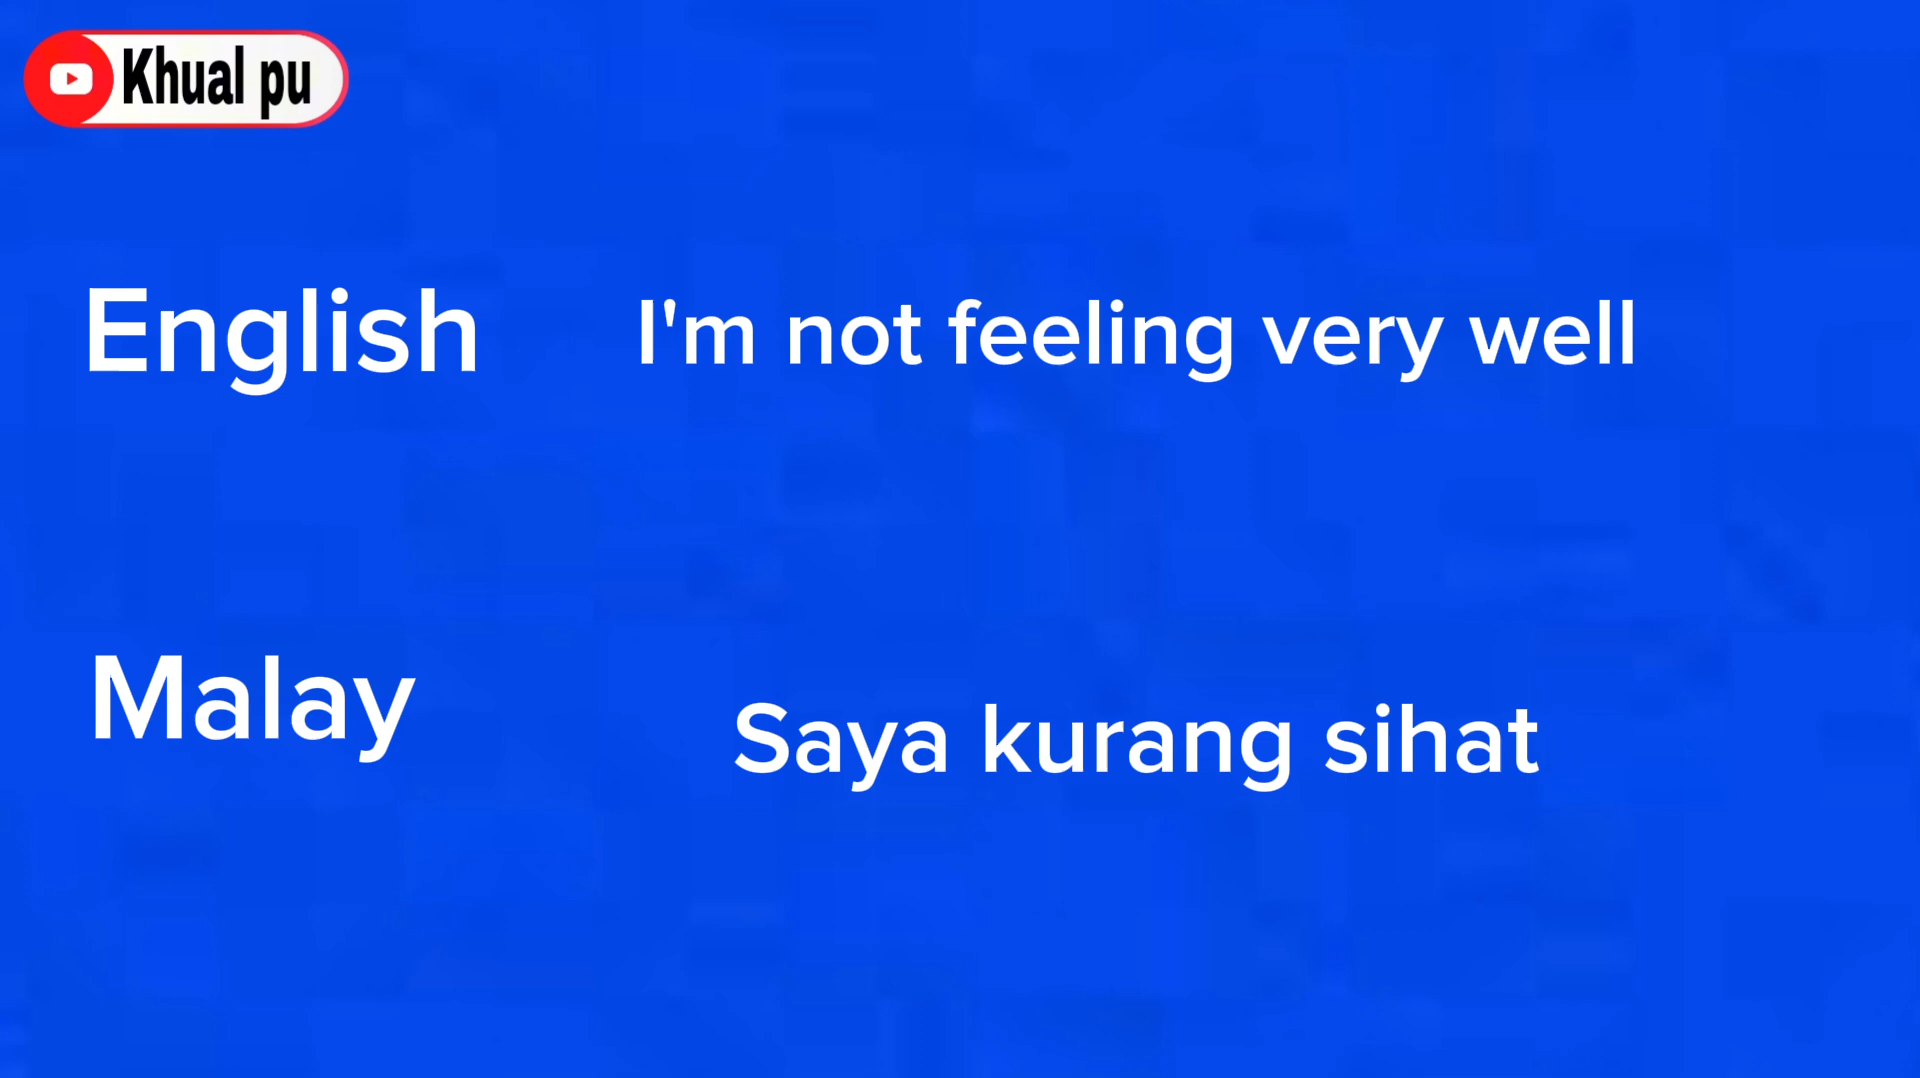 Khual pu
English
I'm not feeling very well
Malay
Saya kurang sihat